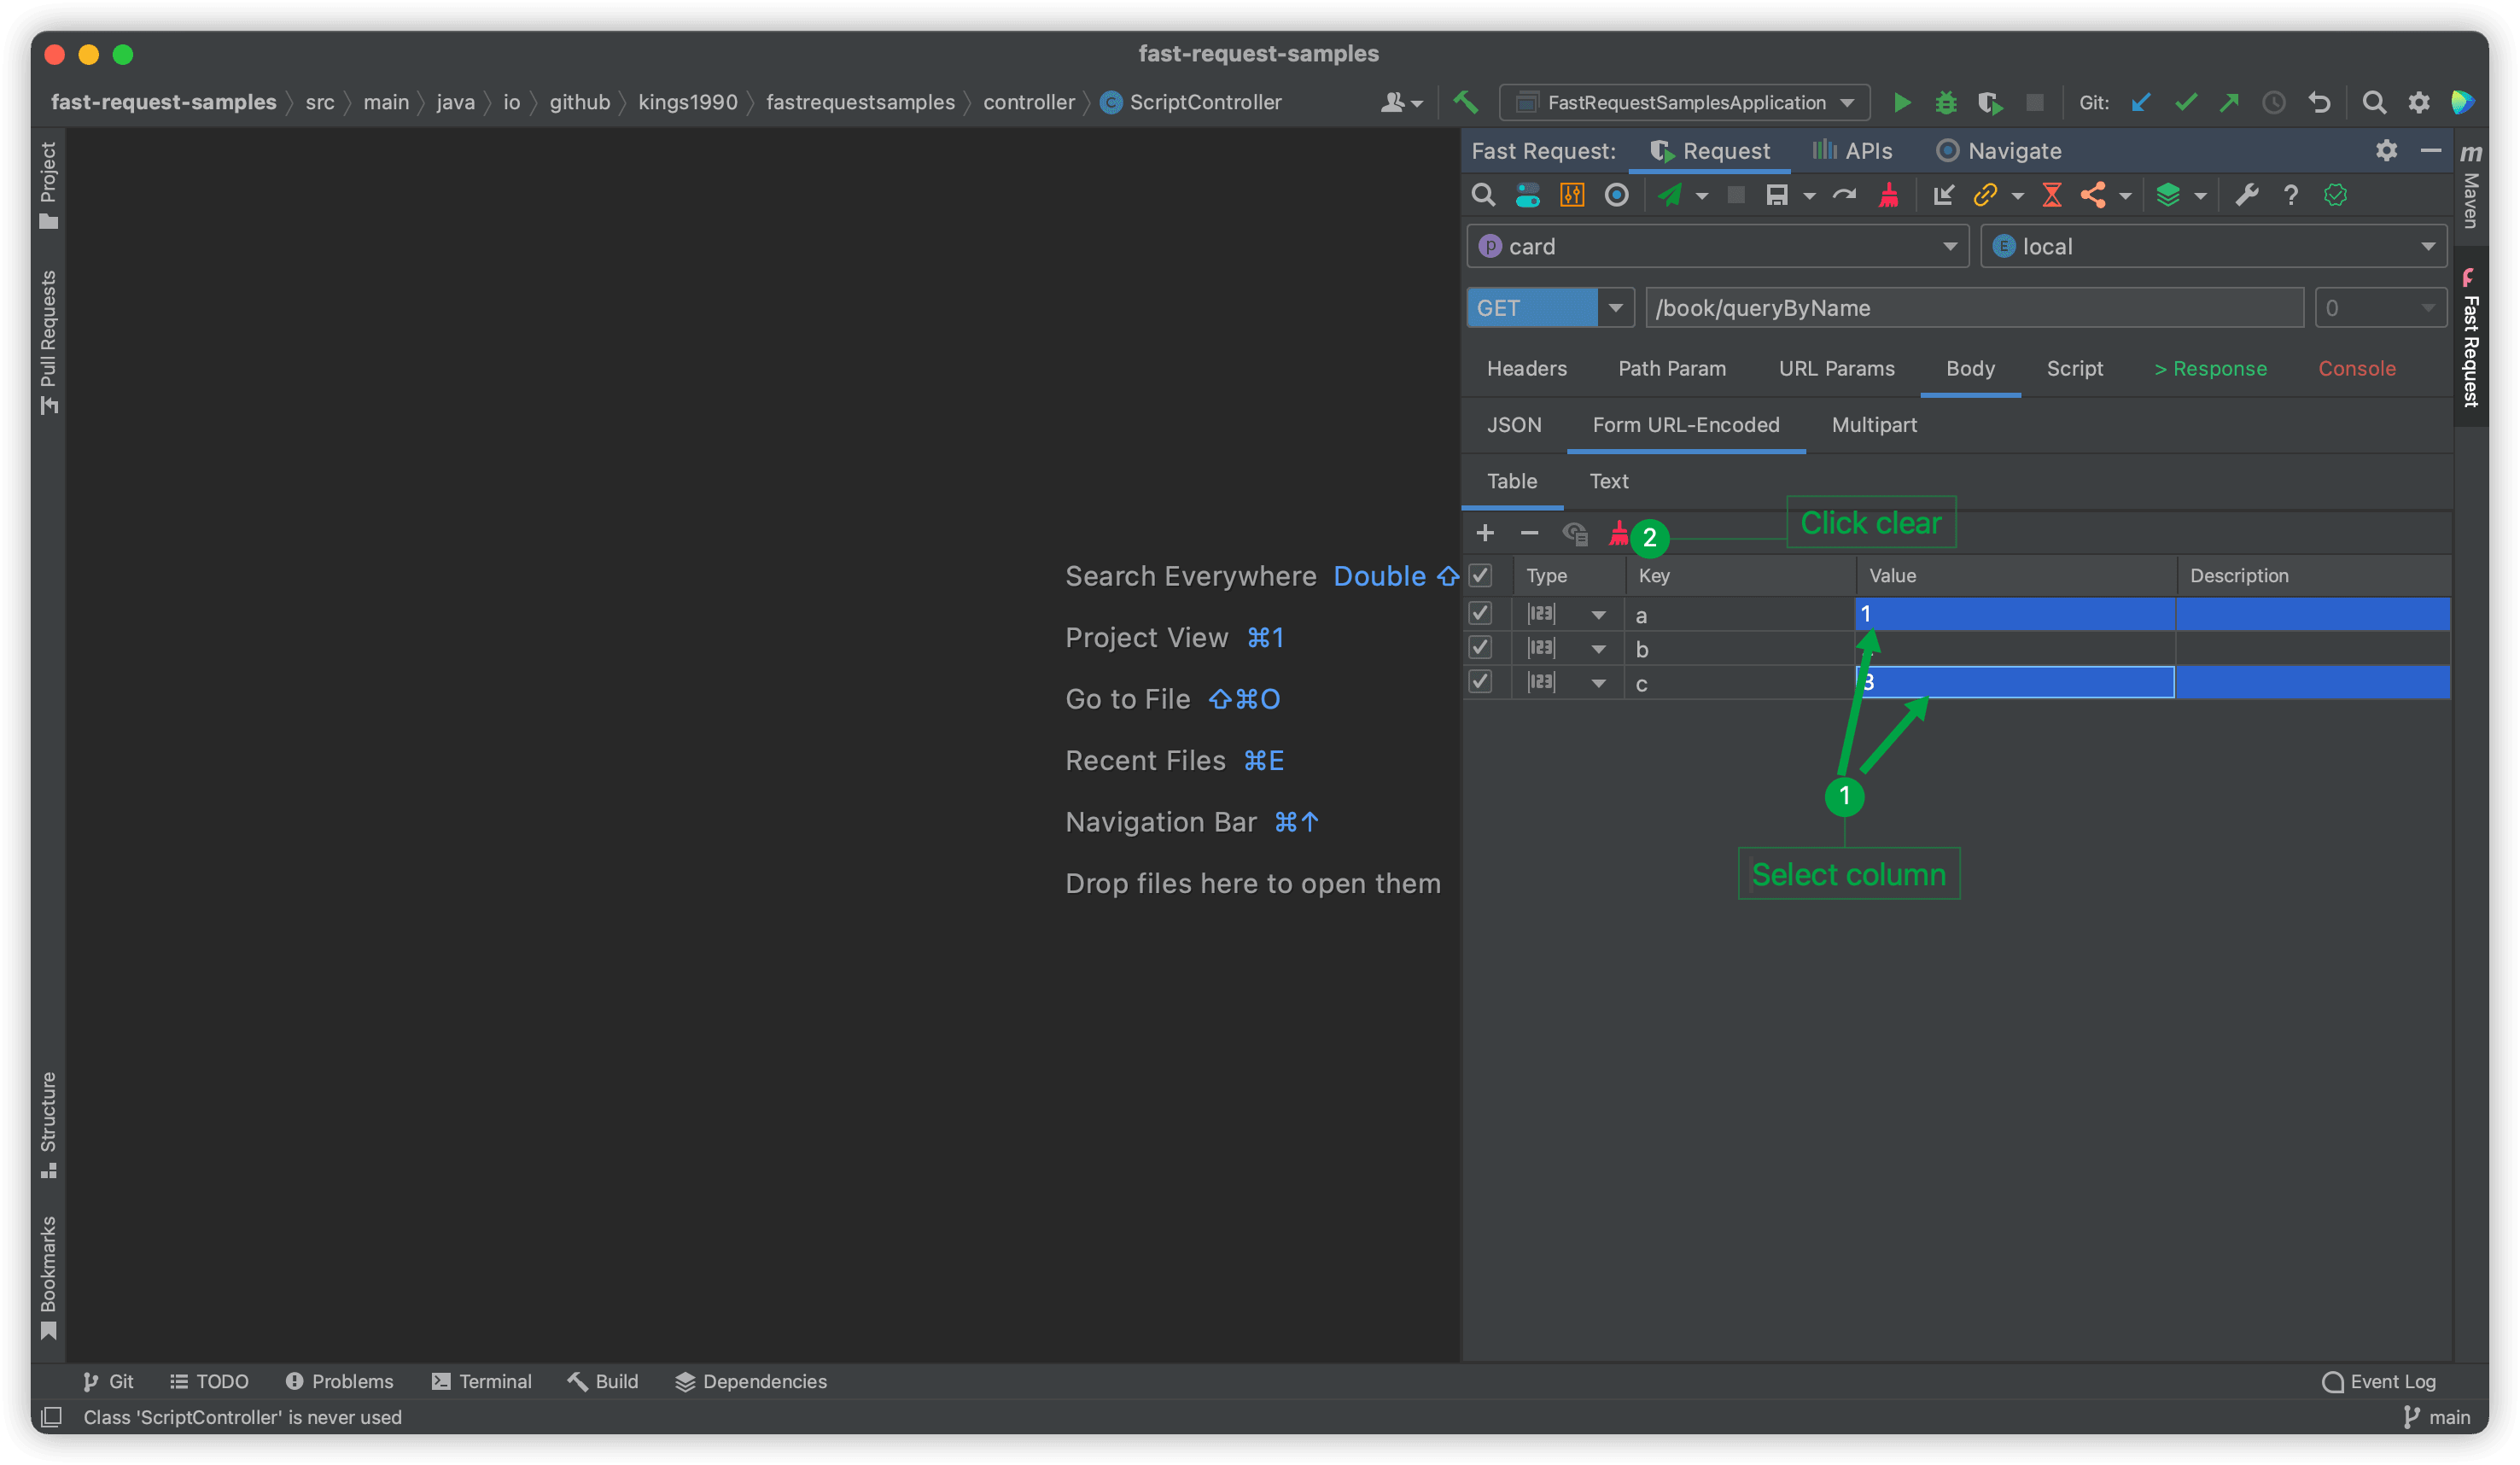 fast-request-samples
fast-request-samples src main java io github kings1990 fastrequestsamples controller ScriptController
FastRequestSamplesApplication
Git:
Project
Pull Requests
Structure
Bookmarks
Search Everywhere Double ⇧
Project View ⌘1
Go to File ⇧⌘O
Recent Files ⌘E
Navigation Bar ⌘↑
Drop files here to open them
Fast Request: Request APIs Navigate
card
local
GET /book/queryByName 0
Headers Path Param URL Params Body Script > Response Console
JSON Form URL-Encoded Multipart
Table Text
2 Click clear
Type Key Value Description
a 1
b
c 3
1
Select column
Maven
Fast Request
Git TODO Problems Terminal Build Dependencies Event Log
Class 'ScriptController' is never used main